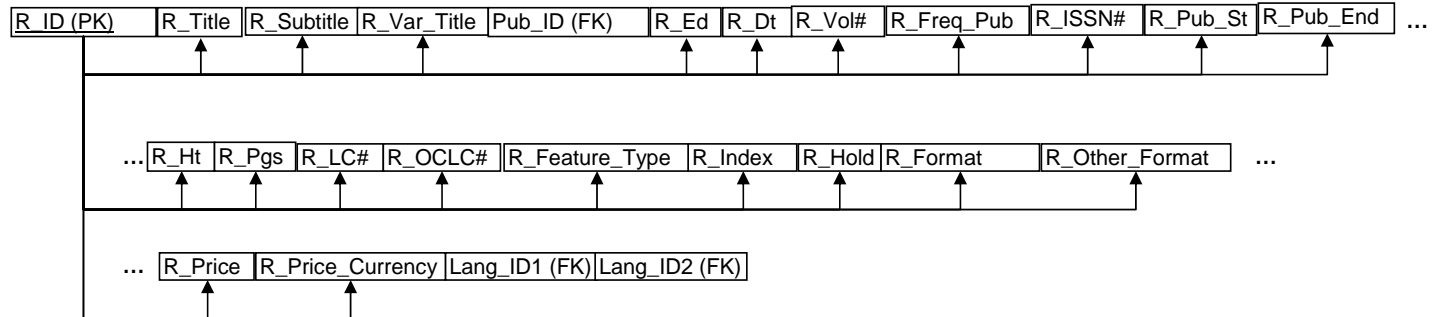 R_ID (PK) R_Title R_Subtitle R_Var_Title Pub_ID (FK) R_Ed R_Dt R_Vol# R_Freq_Pub R_ISSN# R_Pub_St R_Pub_End ...
... R_Ht R_Pgs R_LC# R_OCLC# R_Feature_Type R_Index R_Hold R_Format R_Other_Format ...
... R_Price R_Price_Currency Lang_ID1 (FK) Lang_ID2 (FK)